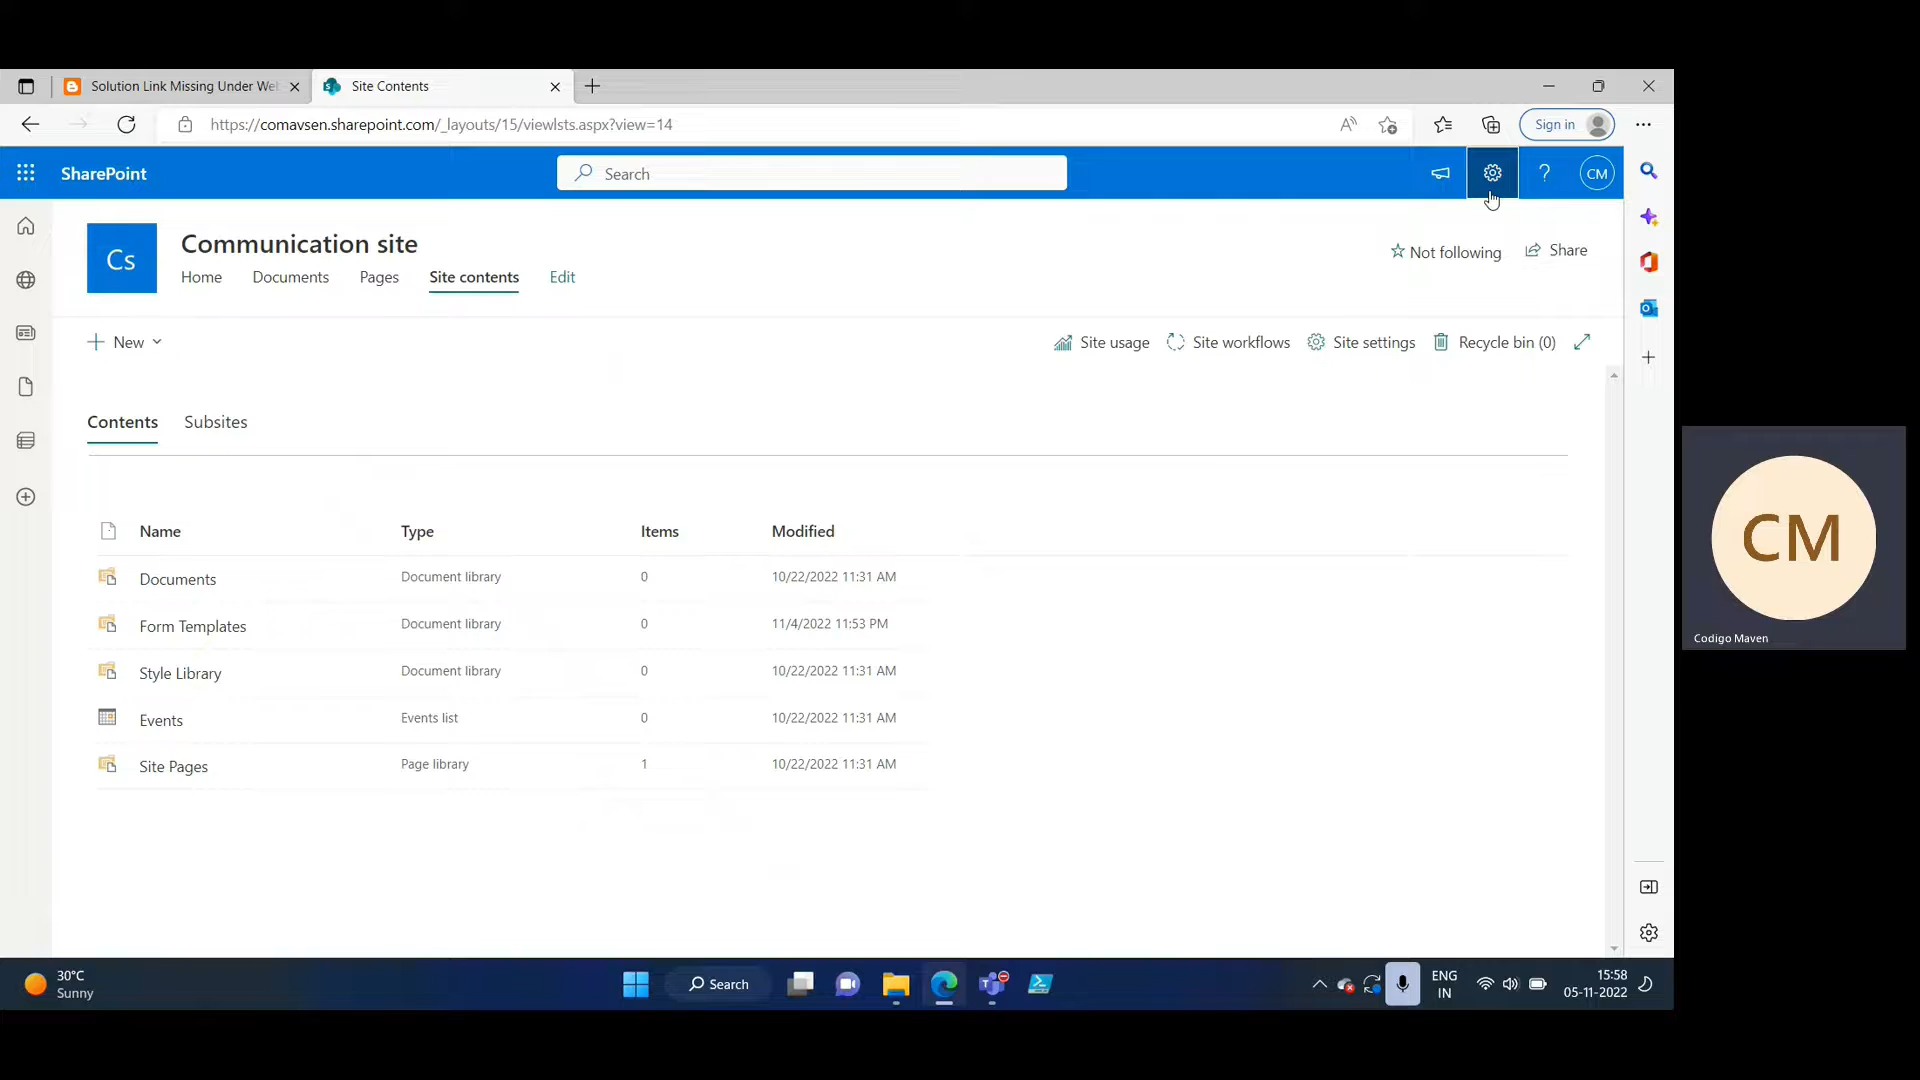 Solution Link Missing Under Web
Site Contents
https://comavsen.sharepoint.com/_layouts/15/viewlsts.aspx?view=14
Sign in
SharePoint
Search
CM
Cs
Communication site
Home
Documents
Pages
Site contents
Edit
Not following
Share
New
Site usage
Site workflows
Site settings
Recycle bin (0)
Contents
Subsites
Name Type Items Modified
Documents Document library 0 10/22/2022 11:31 AM
Form Templates Document library 0 11/4/2022 11:53 PM
Style Library Document library 0 10/22/2022 11:31 AM
Events Events list 0 10/22/2022 11:31 AM
Site Pages Page library 1 10/22/2022 11:31 AM
CM
Codigo Maven
30°C
Sunny
Search
ENG
IN
15:58
05-11-2022